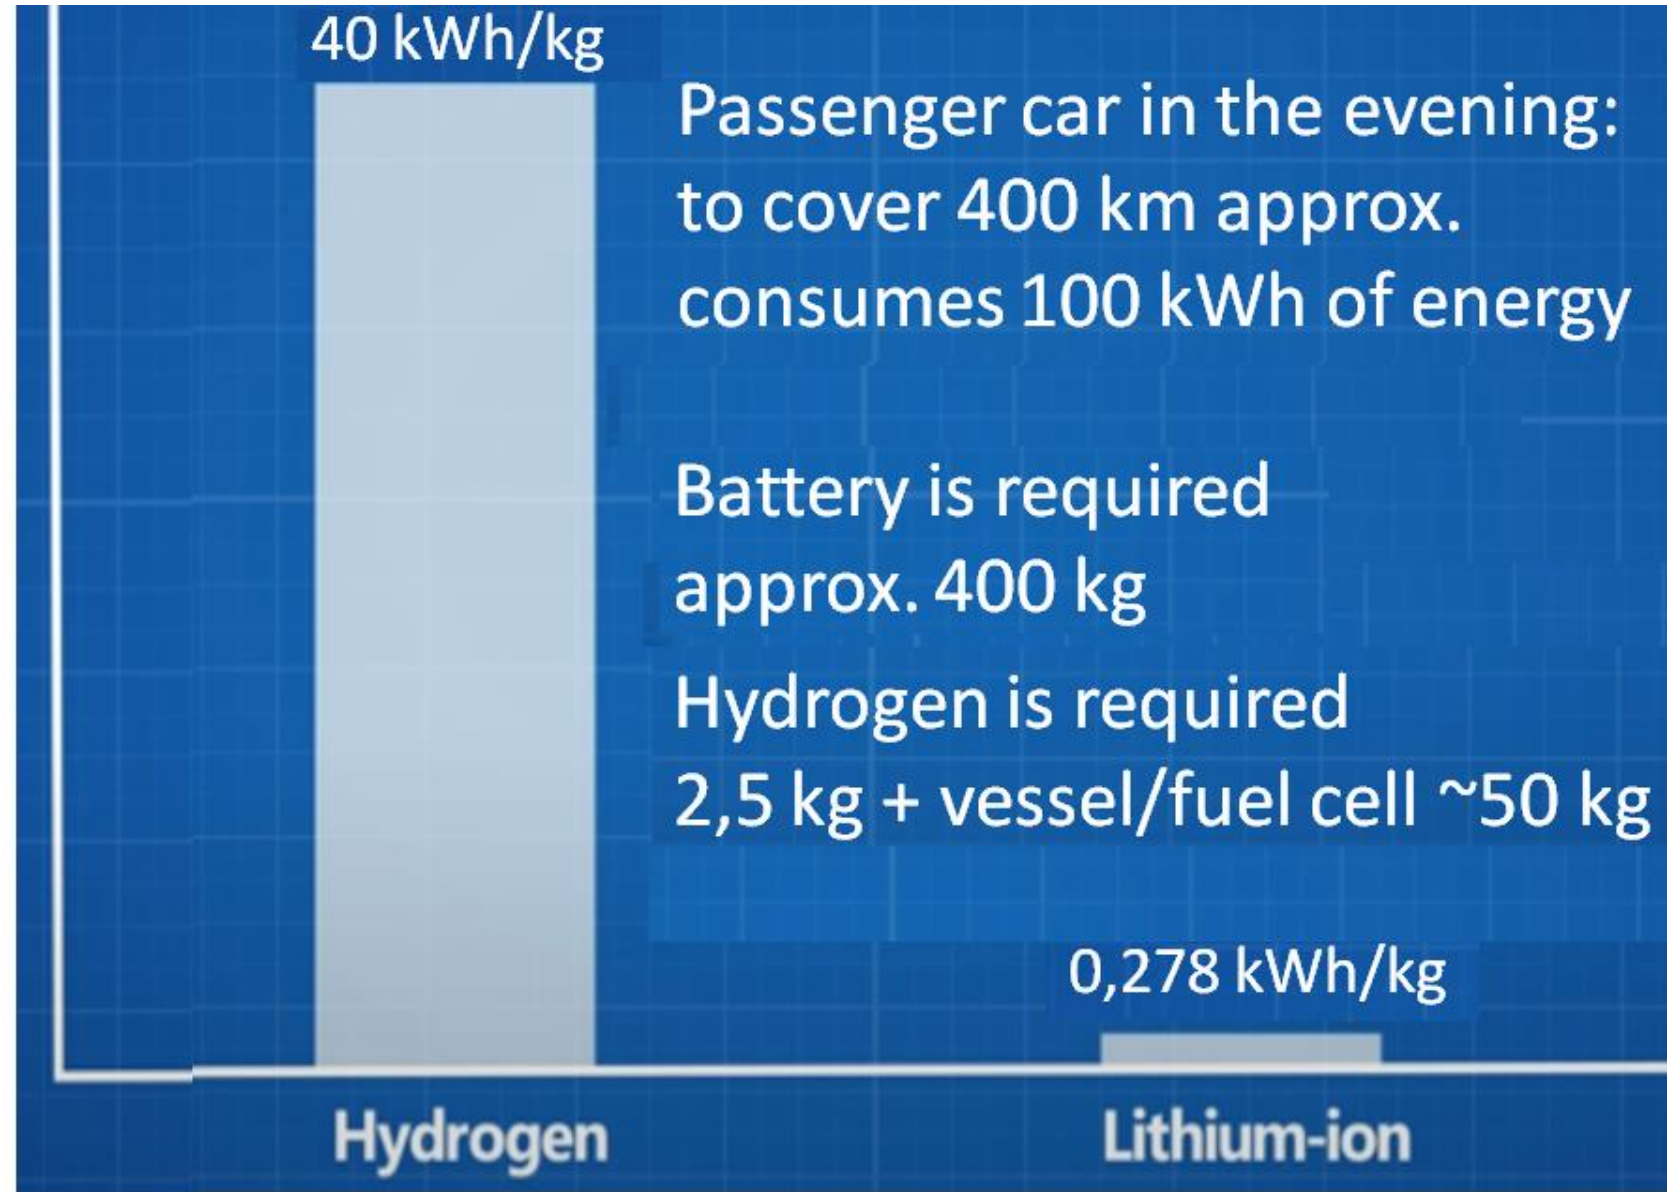 40 kWh/kg
Passenger car in the evening:
to cover 400 km approx.
consumes 100 kWh of energy
Battery is required
approx. 400 kg
Hydrogen is required
2,5 kg + vessel/fuel cell ~50 kg
0,278 kWh/kg
Hydrogen
Lithium-ion